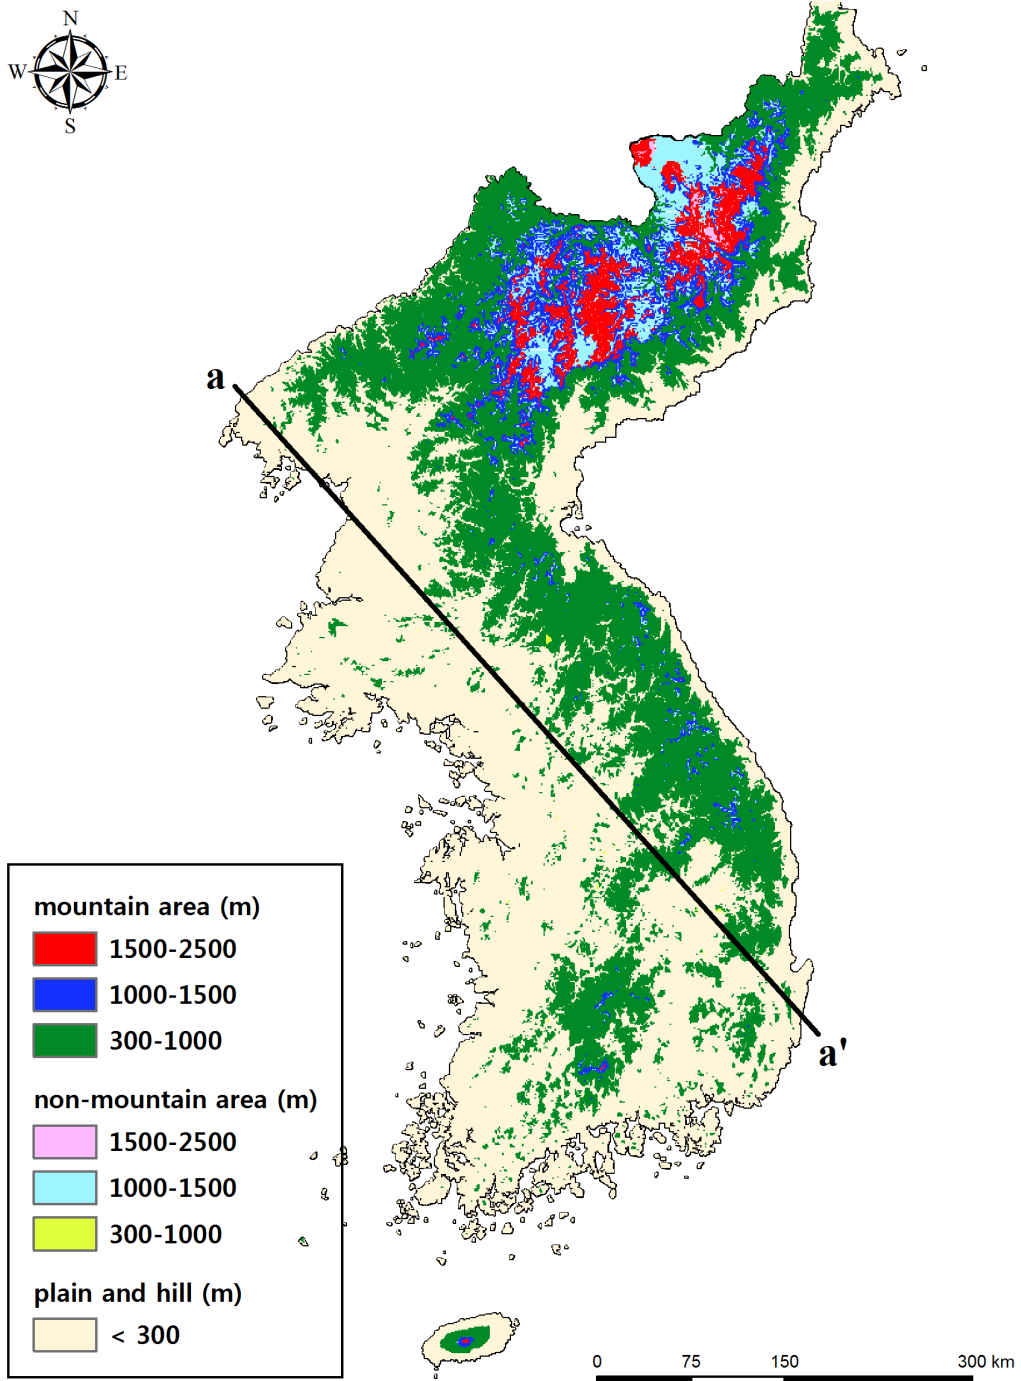 N
W E
S
a
a'
mountain area (m)
1500-2500
1000-1500
300-1000
non-mountain area (m)
1500-2500
1000-1500
300-1000
plain and hill (m)
< 300
0 75 150 300 km